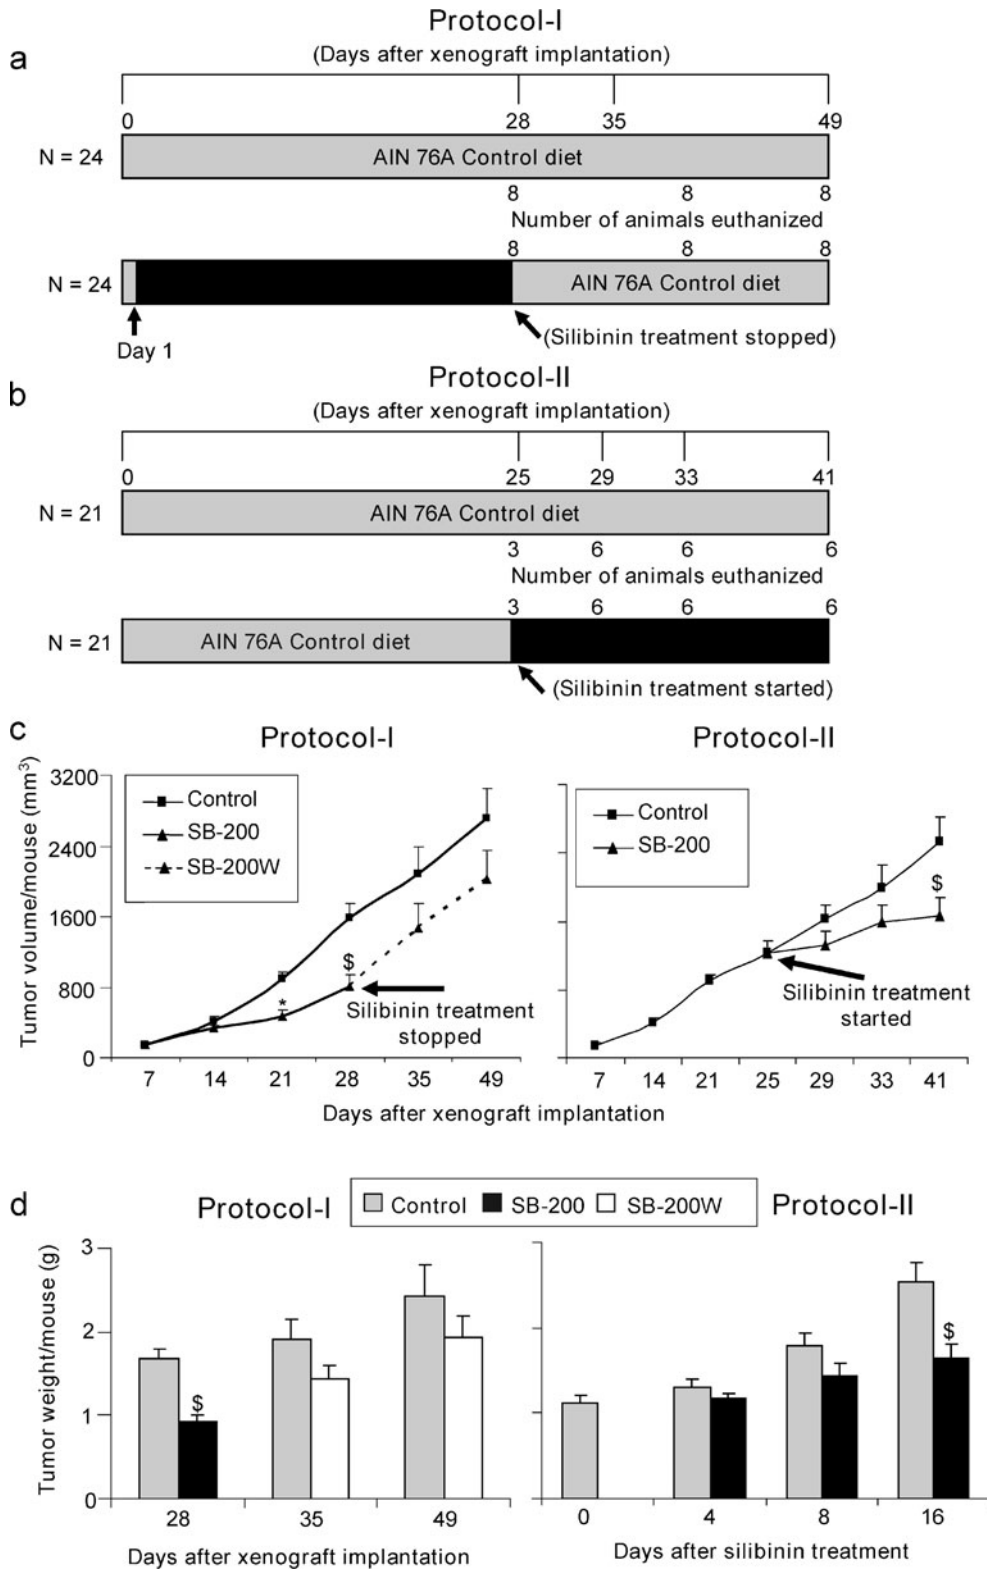 Protocol-I
a
(Days after xenograft implantation)
0 28 35 49
N = 24
AIN 76A Control diet
8 8 8
Number of animals euthanized
8 8 8
N = 24
AIN 76A Control diet
Day 1
(Silibinin treatment stopped)
Protocol-II
b
(Days after xenograft implantation)
0 25 29 33 41
N = 21
AIN 76A Control diet
3 6 6 6
Number of animals euthanized
3 6 6 6
N = 21
AIN 76A Control diet
(Silibinin treatment started)
c
Protocol-I
Tumor volume/mouse (mm³)
3200
2400
1600
800
0
Control
SB-200
SB-200W
*
$
Silibinin treatment
stopped
7 14 21 28 35 49
Protocol-II
Control
SB-200
$
Silibinin treatment
started
7 14 21 25 29 33 41
Days after xenograft implantation
d
Protocol-I
Control SB-200 SB-200W
Protocol-II
Tumor weight/mouse (g)
3
2
1
0
$
28 35 49
Days after xenograft implantation
$
0 4 8 16
Days after silibinin treatment